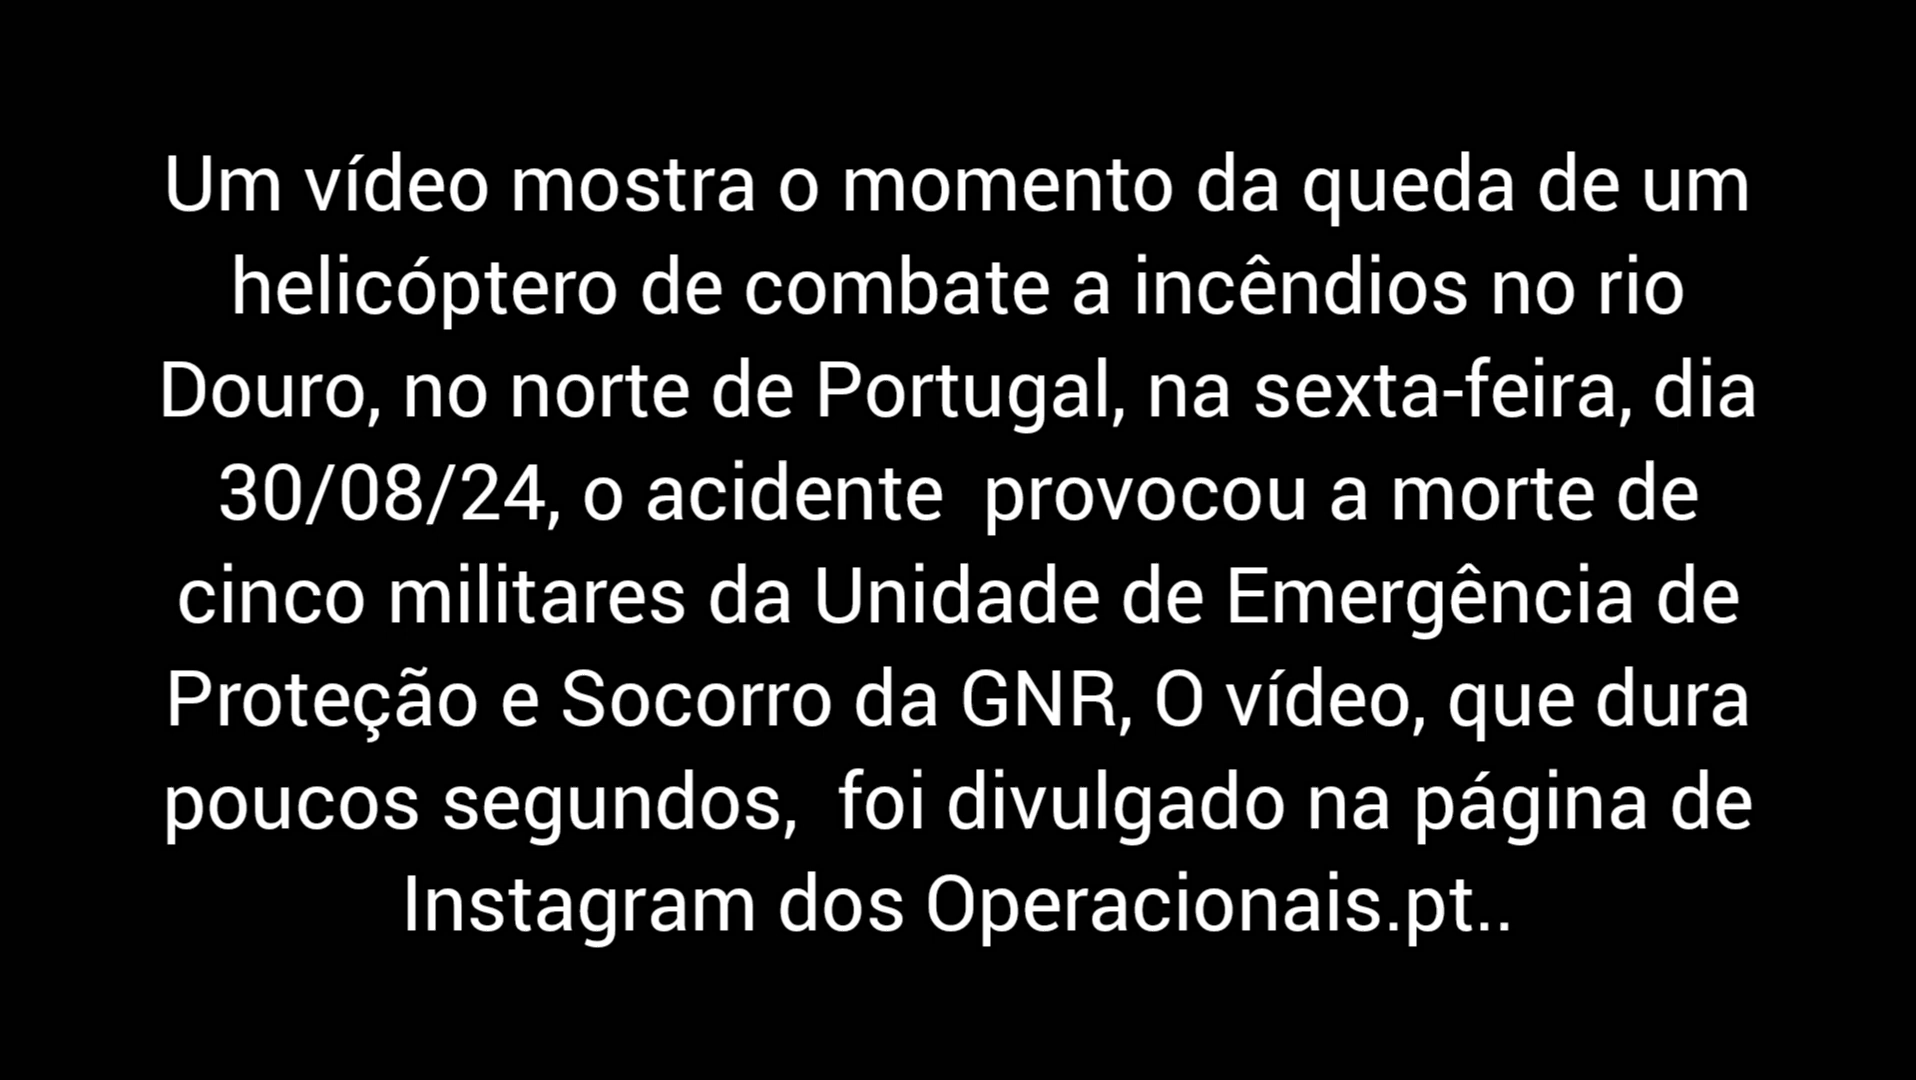 Um vídeo mostra o momento da queda de um
helicóptero de combate a incêndios no rio
Douro, no norte de Portugal, na sexta-feira, dia
30/08/24, o acidente  provocou a morte de
cinco militares da Unidade de Emergência de
Proteção e Socorro da GNR, O vídeo, que dura
poucos segundos,  foi divulgado na página de
Instagram dos Operacionais.pt..